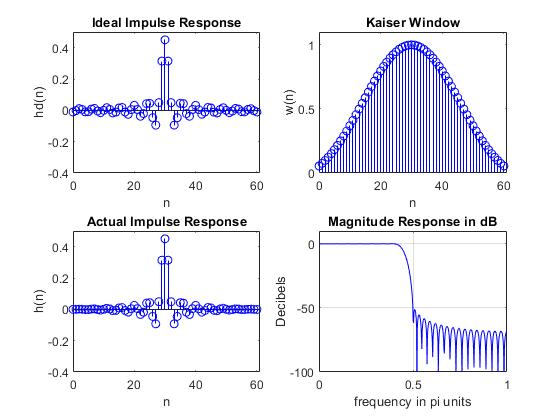 Ideal Impulse Response
0.4
0.2
0
-0.2
-0.4
hd(n)
0
20
40
60
n
Kaiser Window
1
0.5
0
w(n)
0
20
40
60
n
Actual Impulse Response
0.4
0.2
0
-0.2
-0.4
h(n)
0
20
40
60
n
Magnitude Response in dB
0
-50
-100
Decibels
0
0.5
1
frequency in pi units